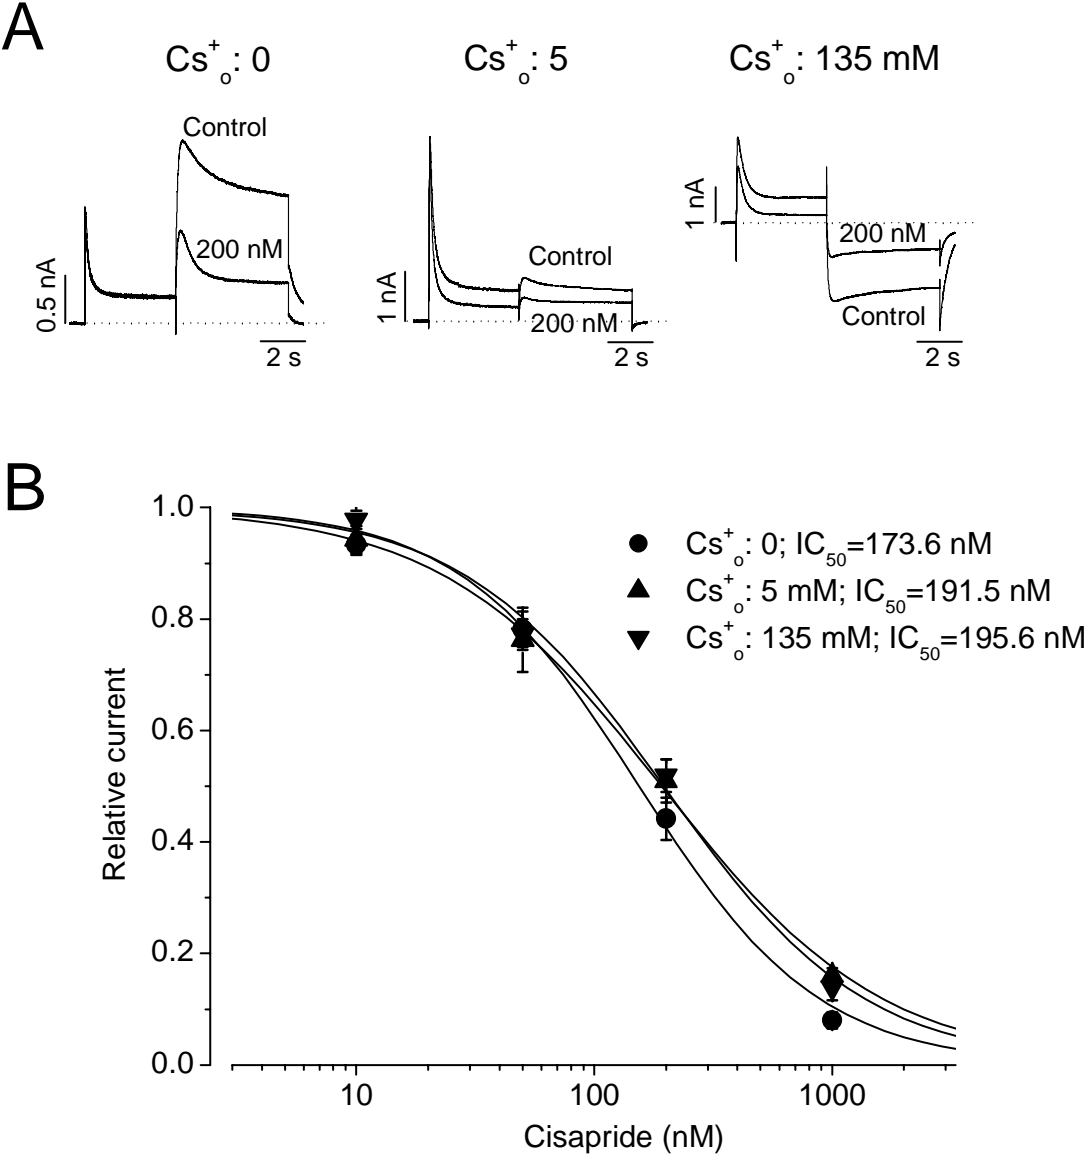 A
Cs⁺ₒ: 0
Cs⁺ₒ: 5
Cs⁺ₒ: 135 mM
Control
200 nM
0.5 nA
2 s
Control
200 nM
1 nA
2 s
200 nM
Control
1 nA
2 s
B
Relative current
1.0
0.8
0.6
0.4
0.2
0.0
Cs⁺ₒ: 0; IC₅₀=173.6 nM
Cs⁺ₒ: 5 mM; IC₅₀=191.5 nM
Cs⁺ₒ: 135 mM; IC₅₀=195.6 nM
10 100 1000
Cisapride (nM)